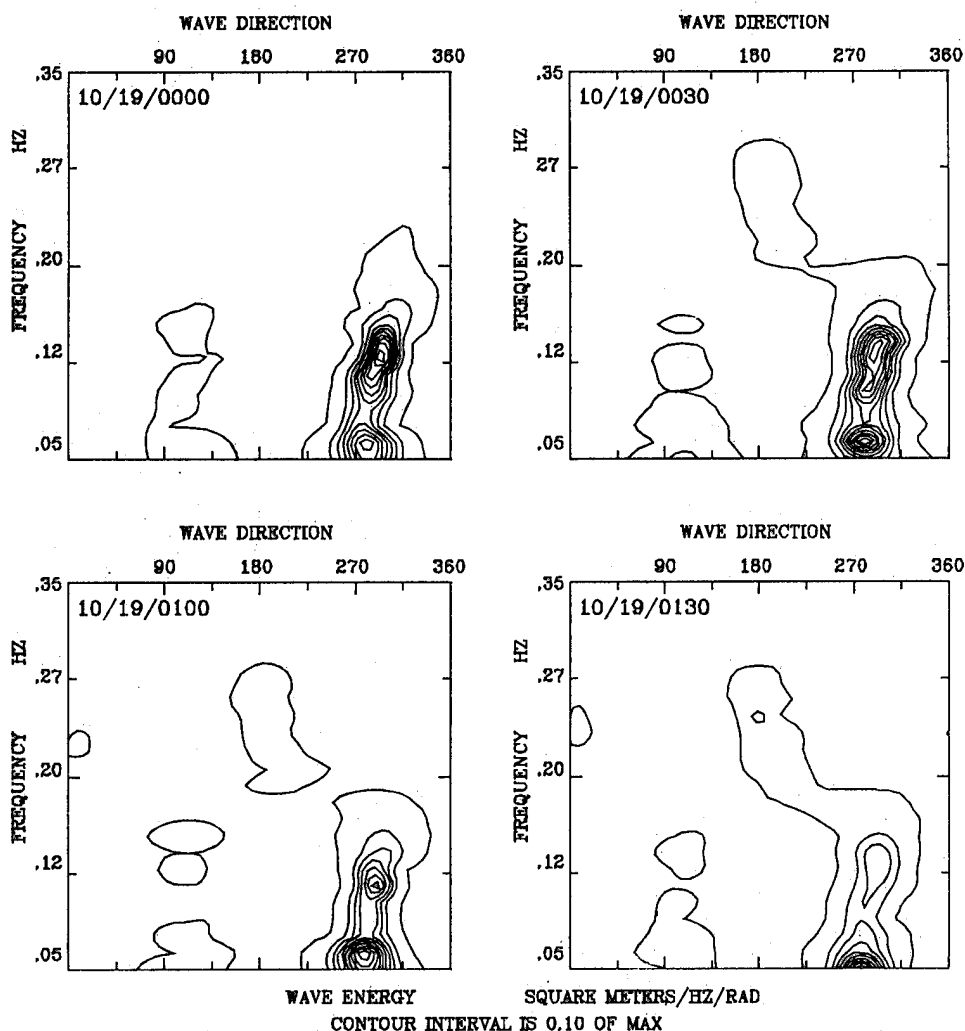 WAVE DIRECTION
90 180 270 360
.35
10/19/0000
HZ
.27
FREQUENCY
.20
.12
.05
WAVE DIRECTION
90 180 270 360
.35
10/19/0030
HZ
.27
FREQUENCY
.20
.12
.05
WAVE DIRECTION
90 180 270 360
.35
10/19/0100
HZ
.27
FREQUENCY
.20
.12
.05
WAVE DIRECTION
90 180 270 360
.35
10/19/0130
HZ
.27
FREQUENCY
.20
.12
.05
WAVE ENERGY SQUARE METERS/HZ/RAD
CONTOUR INTERVAL IS 0.10 OF MAX